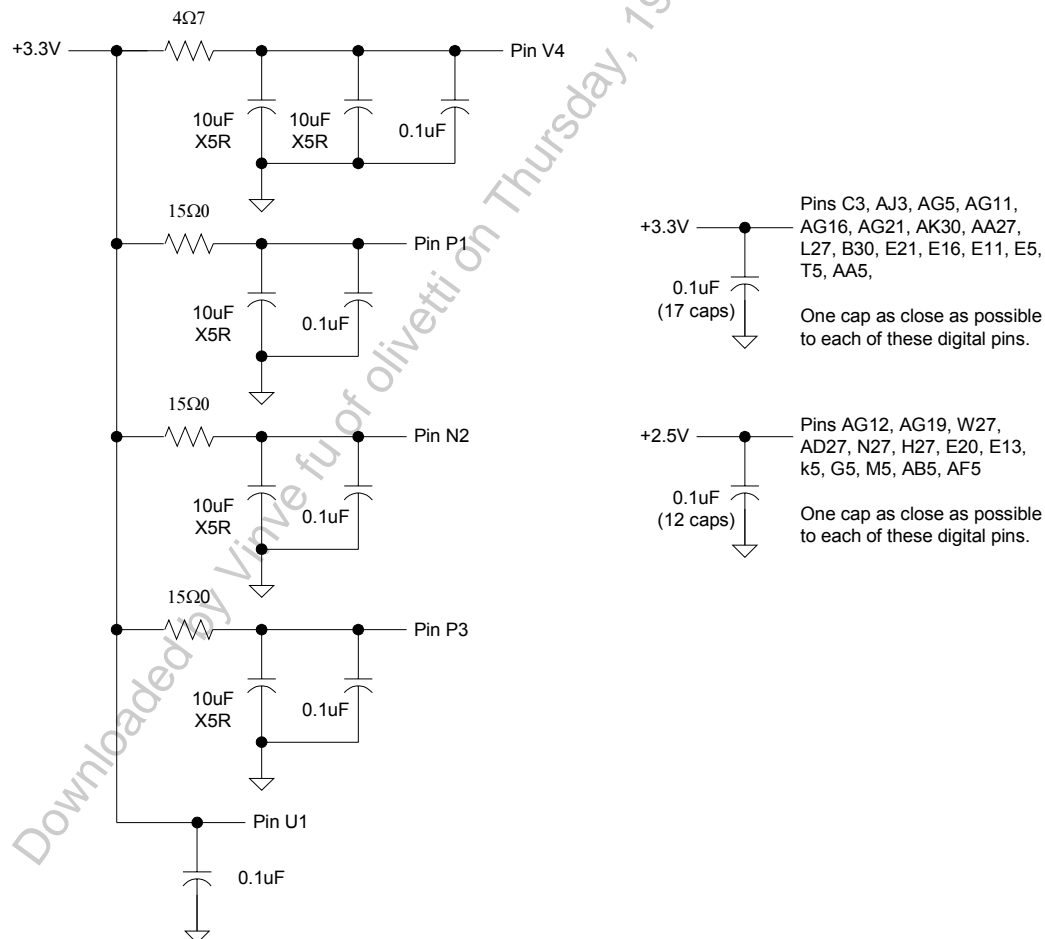 4Ω7
+3.3V
Pin V4
10uF
X5R
10uF
X5R
0.1uF
15Ω0
Pin P1
10uF
X5R
0.1uF
15Ω0
Pin N2
10uF
X5R
0.1uF
15Ω0
Pin P3
10uF
X5R
0.1uF
Pin U1
0.1uF
+3.3V
Pins C3, AJ3, AG5, AG11,
AG16, AG21, AK30, AA27,
L27, B30, E21, E16, E11, E5,
T5, AA5,
0.1uF
(17 caps)
One cap as close as possible
to each of these digital pins.
+2.5V
Pins AG12, AG19, W27,
AD27, N27, H27, E20, E13,
k5, G5, M5, AB5, AF5
0.1uF
(12 caps)
One cap as close as possible
to each of these digital pins.
Downloaded by Vinve fu of olivetti on Thursday, 19